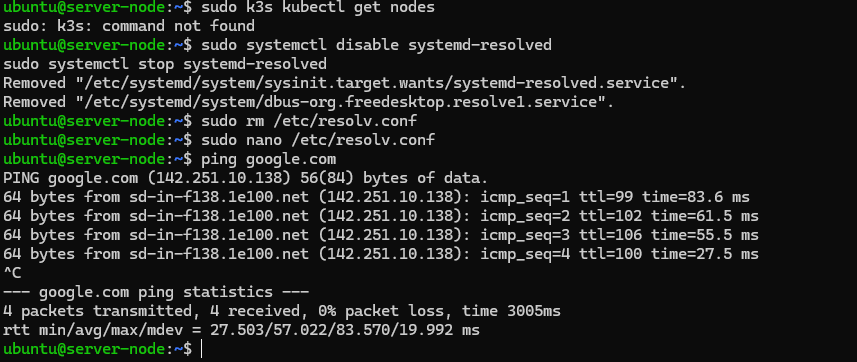 ubuntu@server-node:~$ sudo k3s kubectl get nodes
sudo: k3s: command not found
ubuntu@server-node:~$ sudo systemctl disable systemd-resolved
sudo systemctl stop systemd-resolved
Removed "/etc/systemd/system/sysinit.target.wants/systemd-resolved.service".
Removed "/etc/systemd/system/dbus-org.freedesktop.resolve1.service".
ubuntu@server-node:~$ sudo rm /etc/resolv.conf
ubuntu@server-node:~$ sudo nano /etc/resolv.conf
ubuntu@server-node:~$ ping google.com
PING google.com (142.251.10.138) 56(84) bytes of data.
64 bytes from sd-in-f138.1e100.net (142.251.10.138): icmp_seq=1 ttl=99 time=83.6 ms
64 bytes from sd-in-f138.1e100.net (142.251.10.138): icmp_seq=2 ttl=102 time=61.5 ms
64 bytes from sd-in-f138.1e100.net (142.251.10.138): icmp_seq=3 ttl=106 time=55.5 ms
64 bytes from sd-in-f138.1e100.net (142.251.10.138): icmp_seq=4 ttl=100 time=27.5 ms
^C
--- google.com ping statistics ---
4 packets transmitted, 4 received, 0% packet loss, time 3005ms
rtt min/avg/max/mdev = 27.503/57.022/83.570/19.992 ms
ubuntu@server-node:~$